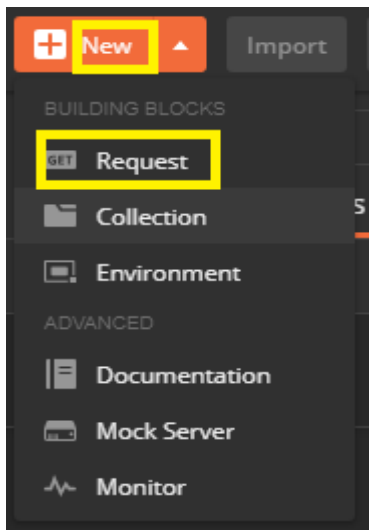 New Import
BUILDING BLOCKS
GET Request
Collection
S
Environment
ADVANCED
Documentation
Mock Server
Monitor